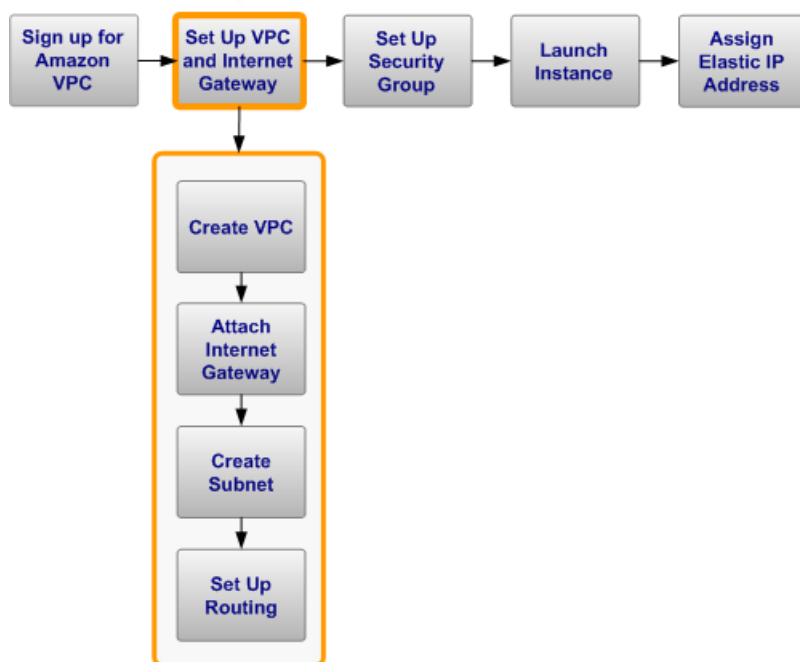 Sign up for
Amazon
VPC
Set Up VPC
and Internet
Gateway
Set Up
Security
Group
Launch
Instance
Assign
Elastic IP
Address
Create VPC
Attach
Internet
Gateway
Create
Subnet
Set Up
Routing